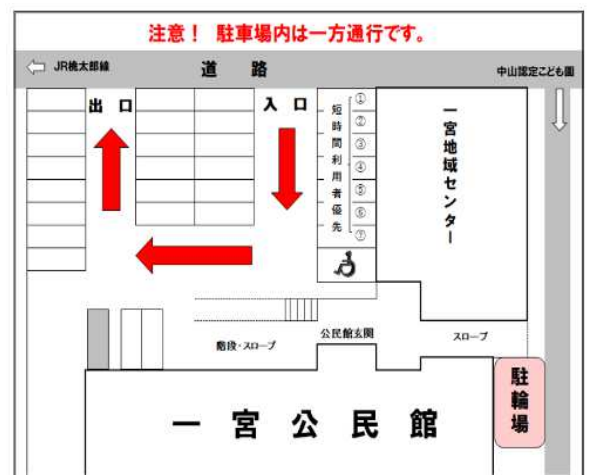 注意！ 駐車場内は一方通行です。
JR桃太郎線
道 路
中山認定こども園
出 口
入 口
短時間利用者優先
①
②
③
④
⑤
⑥
⑦
一宮地域センター
階段・スロープ
公民館玄関
スロープ
駐輪場
一 宮 公 民 館